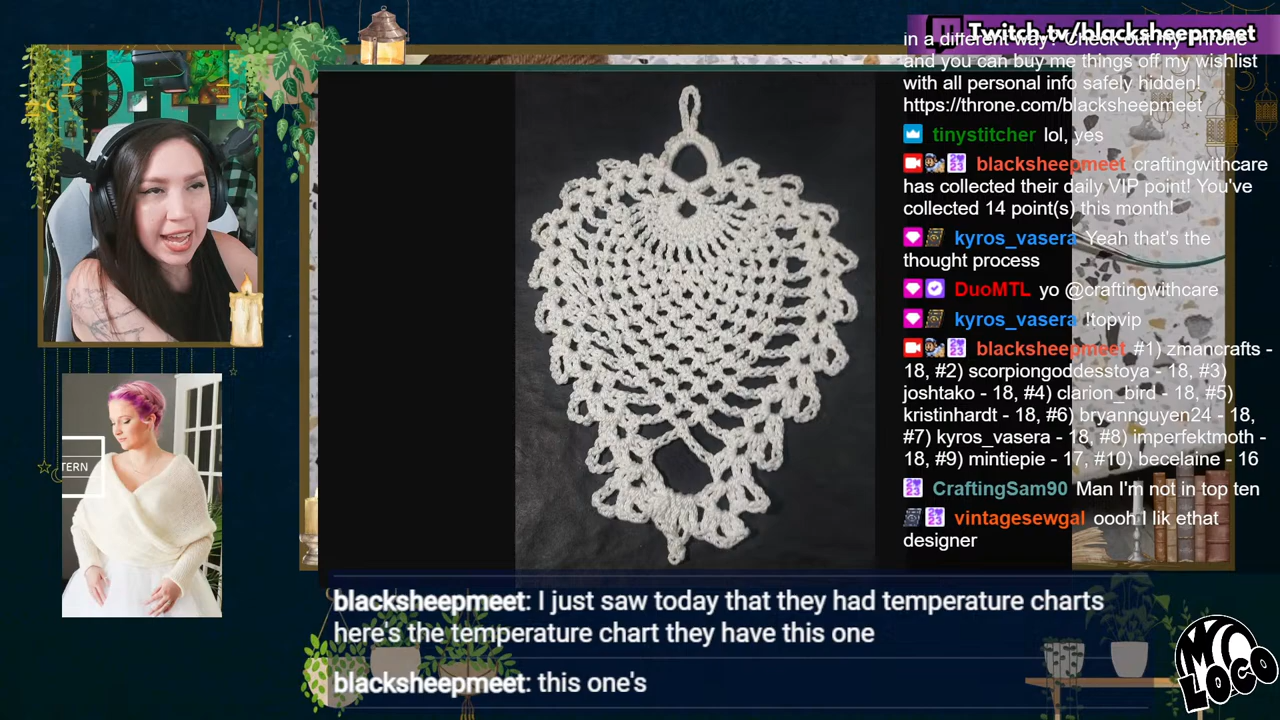 Twitch.tv/blacksheepmeet
in a different way? Check out my Throne
and you can buy me things off my wishlist
with all personal info safely hidden!
https://throne.com/blacksheepmeet
tinystitcher lol, yes
blacksheepmeet craftingwithcare
has collected their daily VIP point! You've
collected 14 point(s) this month!
kyros_vasera Yeah that's the
thought process
DuoMTL yo @craftingwithcare
kyros_vasera !topvip
blacksheepmeet #1) zmancrafts -
18, #2) scorpiongoddesstoya - 18, #3)
joshtako - 18, #4) clarion_bird - 18, #5)
kristinhardt - 18, #6) bryannguyen24 - 18,
#7) kyros_vasera - 18, #8) imperfektmoth -
18, #9) mintiepie - 17, #10) becelaine - 16
CraftingSam90 Man I'm not in top ten
vintagesewgal oooh I lik ethat
designer
TERN
blacksheepmeet: I just saw today that they had temperature charts
here's the temperature chart they have this one
blacksheepmeet: this one's
MC
LOCO